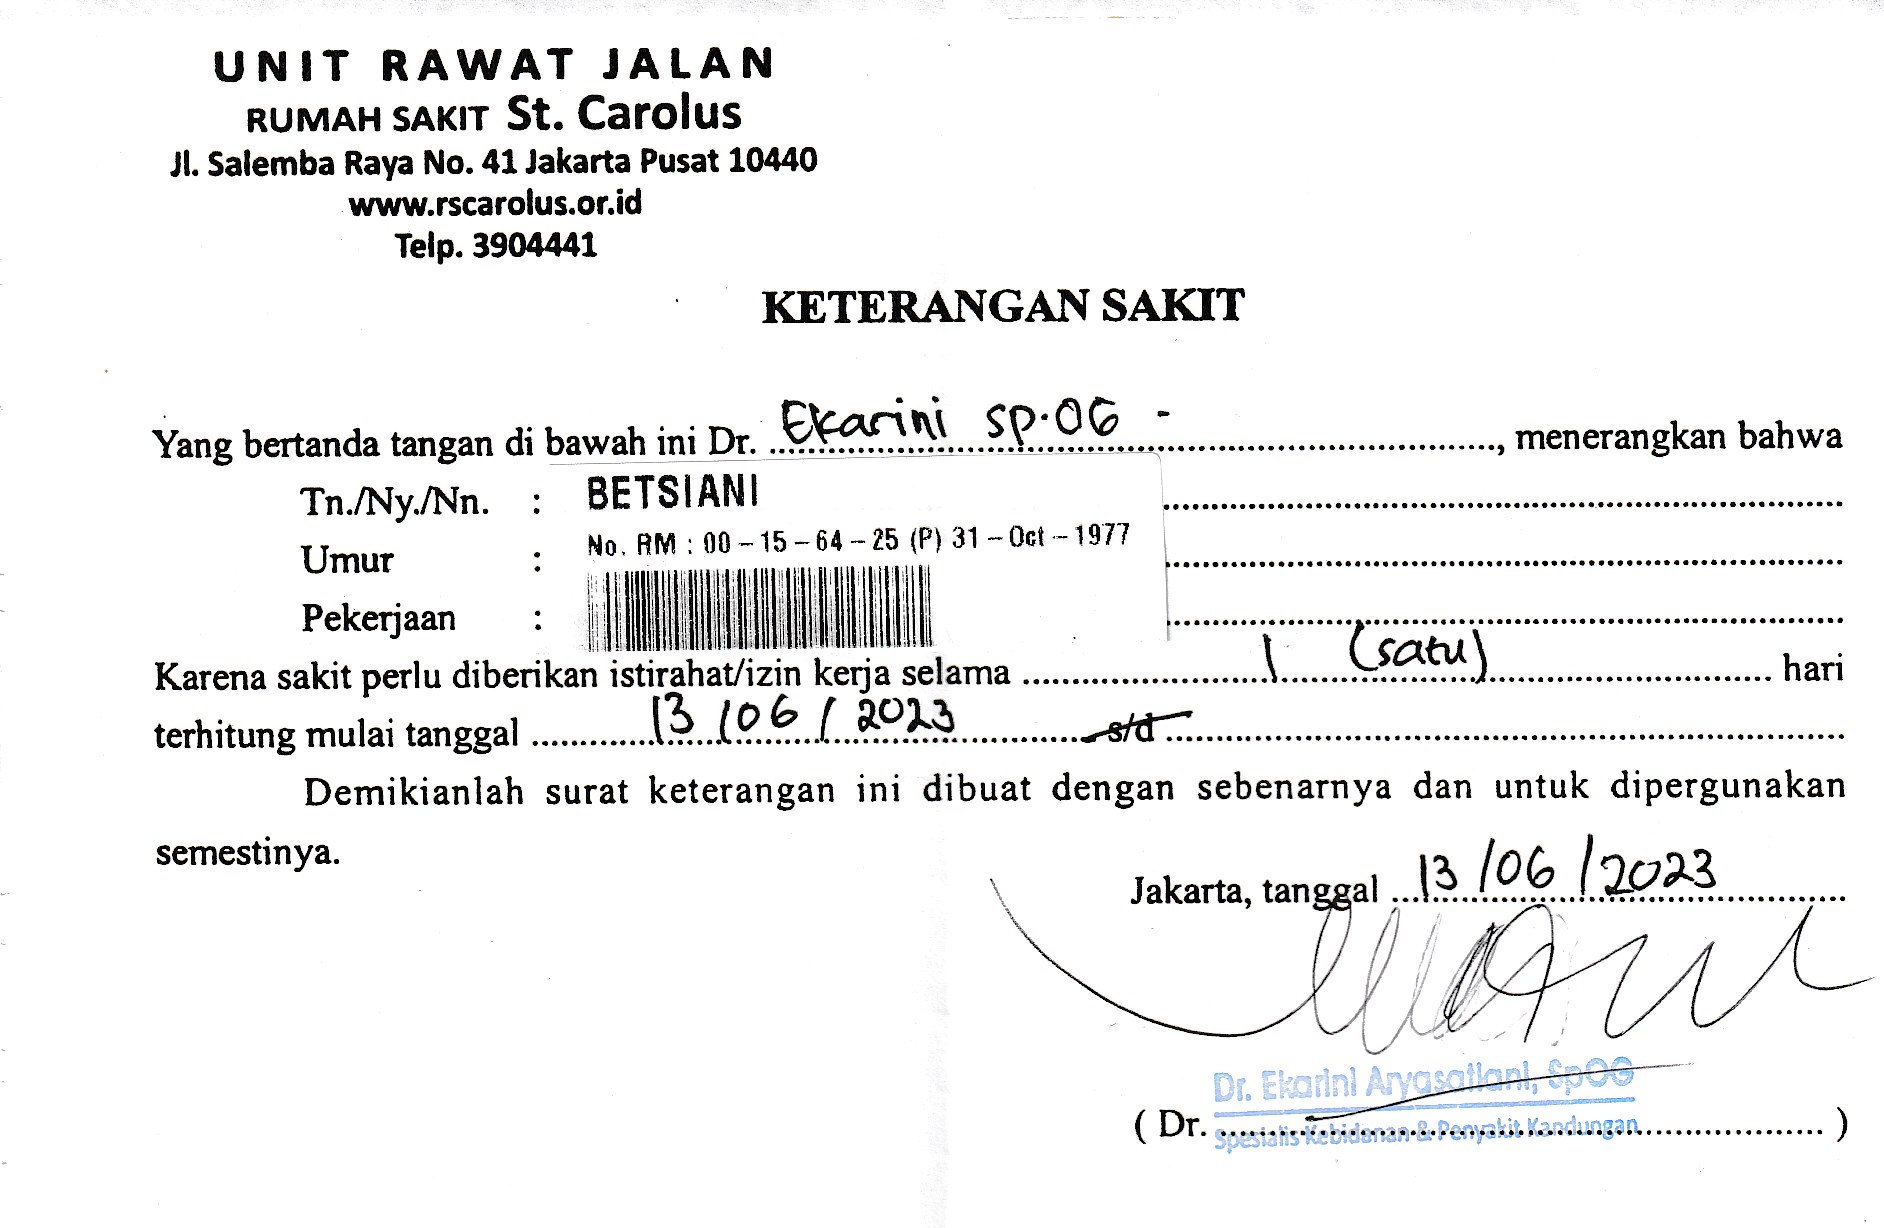 UNIT RAWAT JALAN
RUMAH SAKIT St. Carolus
Jl. Salemba Raya No. 41 Jakarta Pusat 10440
www.rscarolus.or.id
Telp. 3904441
KETERANGAN SAKIT
Yang bertanda tangan di bawah ini Dr. Ekarini Sp.OG - , menerangkan bahwa
Tn./Ny./Nn. : BETSIANI
No. RM : 00-15-64-25 (P) 31-Oct-1977
Umur :
Pekerjaan :
Karena sakit perlu diberikan istirahat/izin kerja selama 1 (satu) hari
terhitung mulai tanggal 13/06/2023 s/d
Demikianlah surat keterangan ini dibuat dengan sebenarnya dan untuk dipergunakan
semestinya.
Jakarta, tanggal 13/06/2023
Dr. Ekarini Aryasatiani, SpOG
( Dr. Spesialis Kebidanan & Penyakit Kandungan )